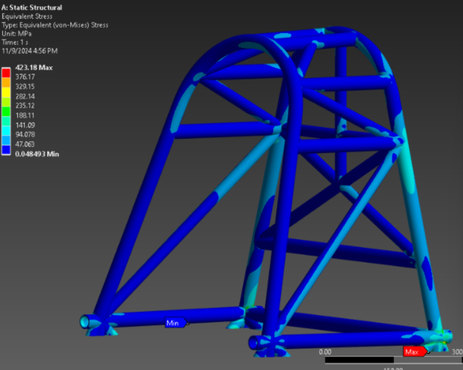 A: Static Structural
Equivalent Stress
Type: Equivalent (von-Mises) Stress
Unit: MPa
Time: 1 s
11/9/2024 4:56 PM
423.18 Max
376.17
329.15
282.14
235.12
188.11
141.09
94.078
47.063
0.048493 Min
Min
Max
0.00
300